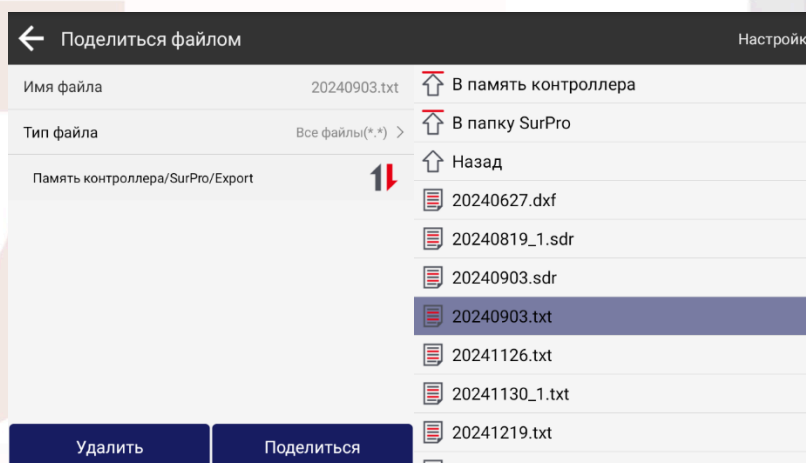 Поделиться файлом
Настройк
Имя файла
20240903.txt
Тип файла
Все файлы(*.*)
Память контроллера/SurPro/Export
Удалить
Поделиться
В память контроллера
В папку SurPro
Назад
20240627.dxf
20240819_1.sdr
20240903.sdr
20240903.txt
20241126.txt
20241130_1.txt
20241219.txt